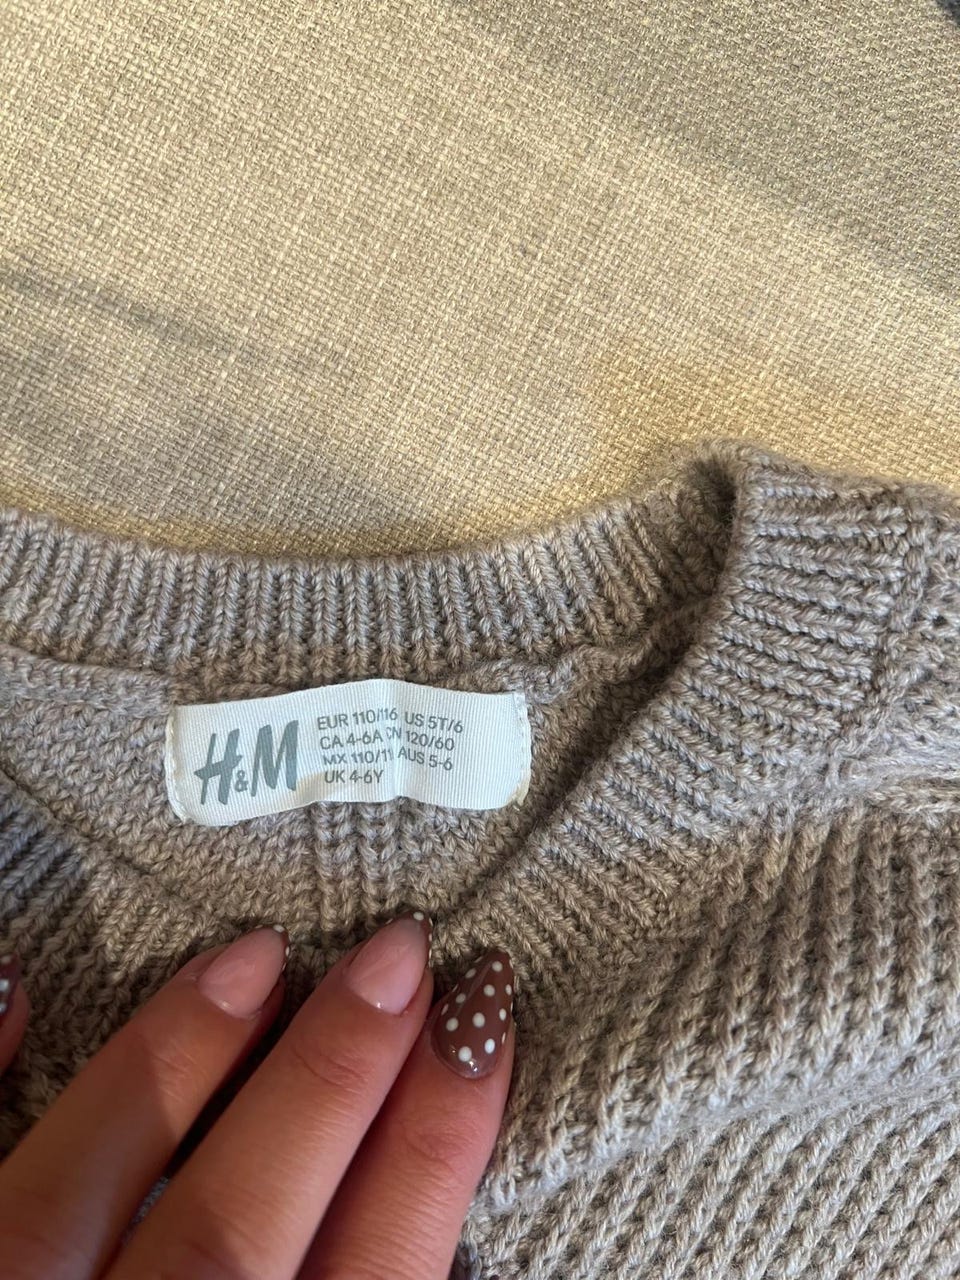 H&M
EUR 110/116 US 5T/6
CA 4-6A CN 120/60
MX 110/11 AUS 5-6
UK 4-6Y